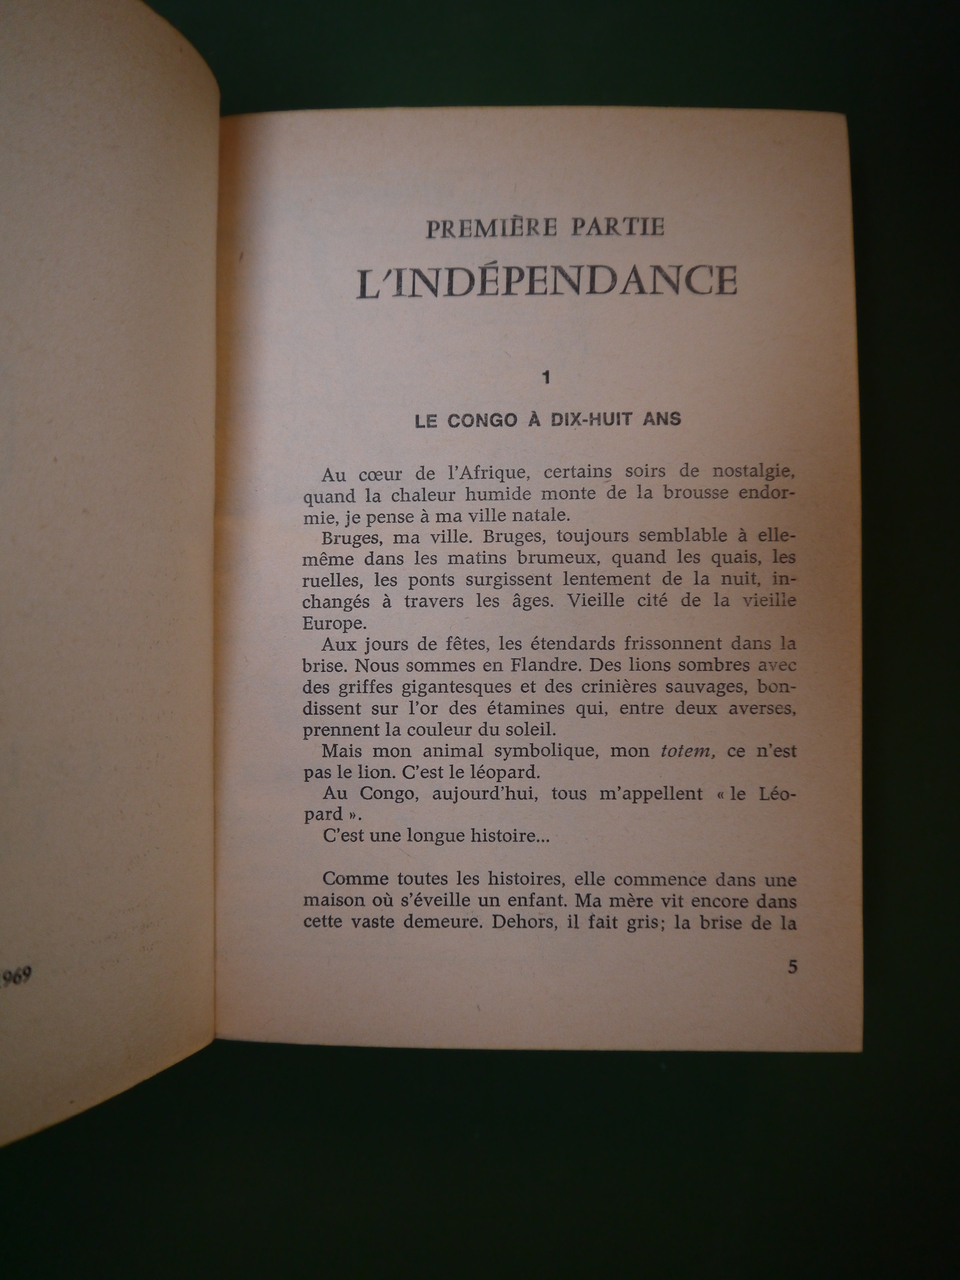 1969
PREMIÈRE PARTIE
L'INDÉPENDANCE
1
LE CONGO À DIX-HUIT ANS
Au cœur de l'Afrique, certains soirs de nostalgie,
quand la chaleur humide monte de la brousse endor-
mie, je pense à ma ville natale.
Bruges, ma ville. Bruges, toujours semblable à elle-
même dans les matins brumeux, quand les quais, les
ruelles, les ponts surgissent lentement de la nuit, in-
changés à travers les âges. Vieille cité de la vieille
Europe.
Aux jours de fêtes, les étendards frissonnent dans la
brise. Nous sommes en Flandre. Des lions sombres avec
des griffes gigantesques et des crinières sauvages, bon-
dissent sur l'or des étamines qui, entre deux averses,
prennent la couleur du soleil.
Mais mon animal symbolique, mon totem, ce n'est
pas le lion. C'est le léopard.
Au Congo, aujourd'hui, tous m'appellent « le Léo-
pard ».
C'est une longue histoire...
Comme toutes les histoires, elle commence dans une
maison où s'éveille un enfant. Ma mère vit encore dans
cette vaste demeure. Dehors, il fait gris; la brise de la
5